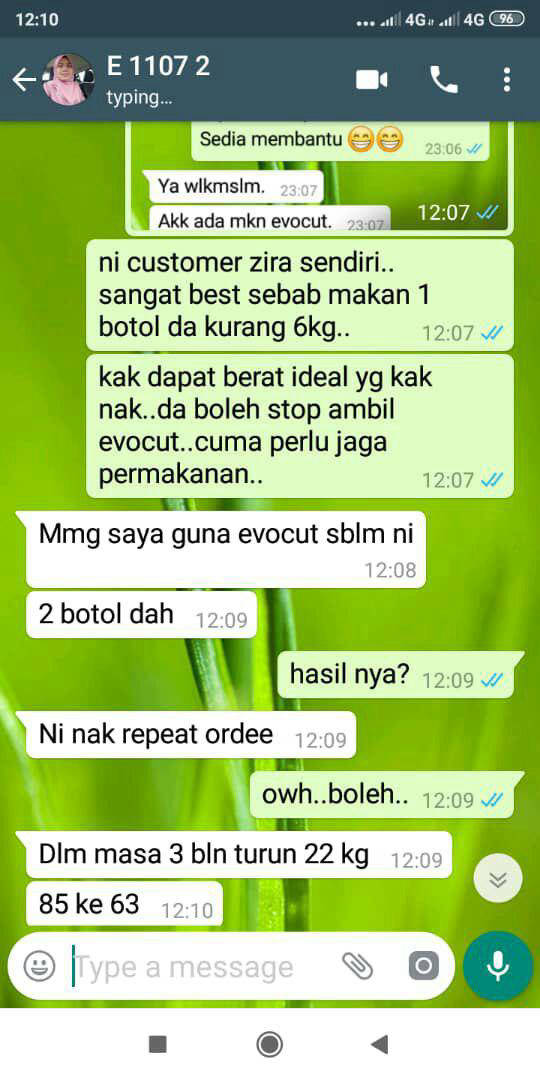 12:10
4G
4G
96
E 1107 2
typing...
Sedia membantu 😁😁 23:06
Ya wlkmslm. 23:07
Akk ada mkn evocut. 23:07
12:07
ni customer zira sendiri..
sangat best sebab makan 1
botol da kurang 6kg.. 12:07
kak dapat berat ideal yg kak
nak..da boleh stop ambil
evocut..cuma perlu jaga
permakanan.. 12:07
Mmg saya guna evocut sblm ni
12:08
2 botol dah 12:09
hasil nya? 12:09
Ni nak repeat ordee 12:09
owh..boleh.. 12:09
Dlm masa 3 bln turun 22 kg 12:09
85 ke 63 12:10
Type a message